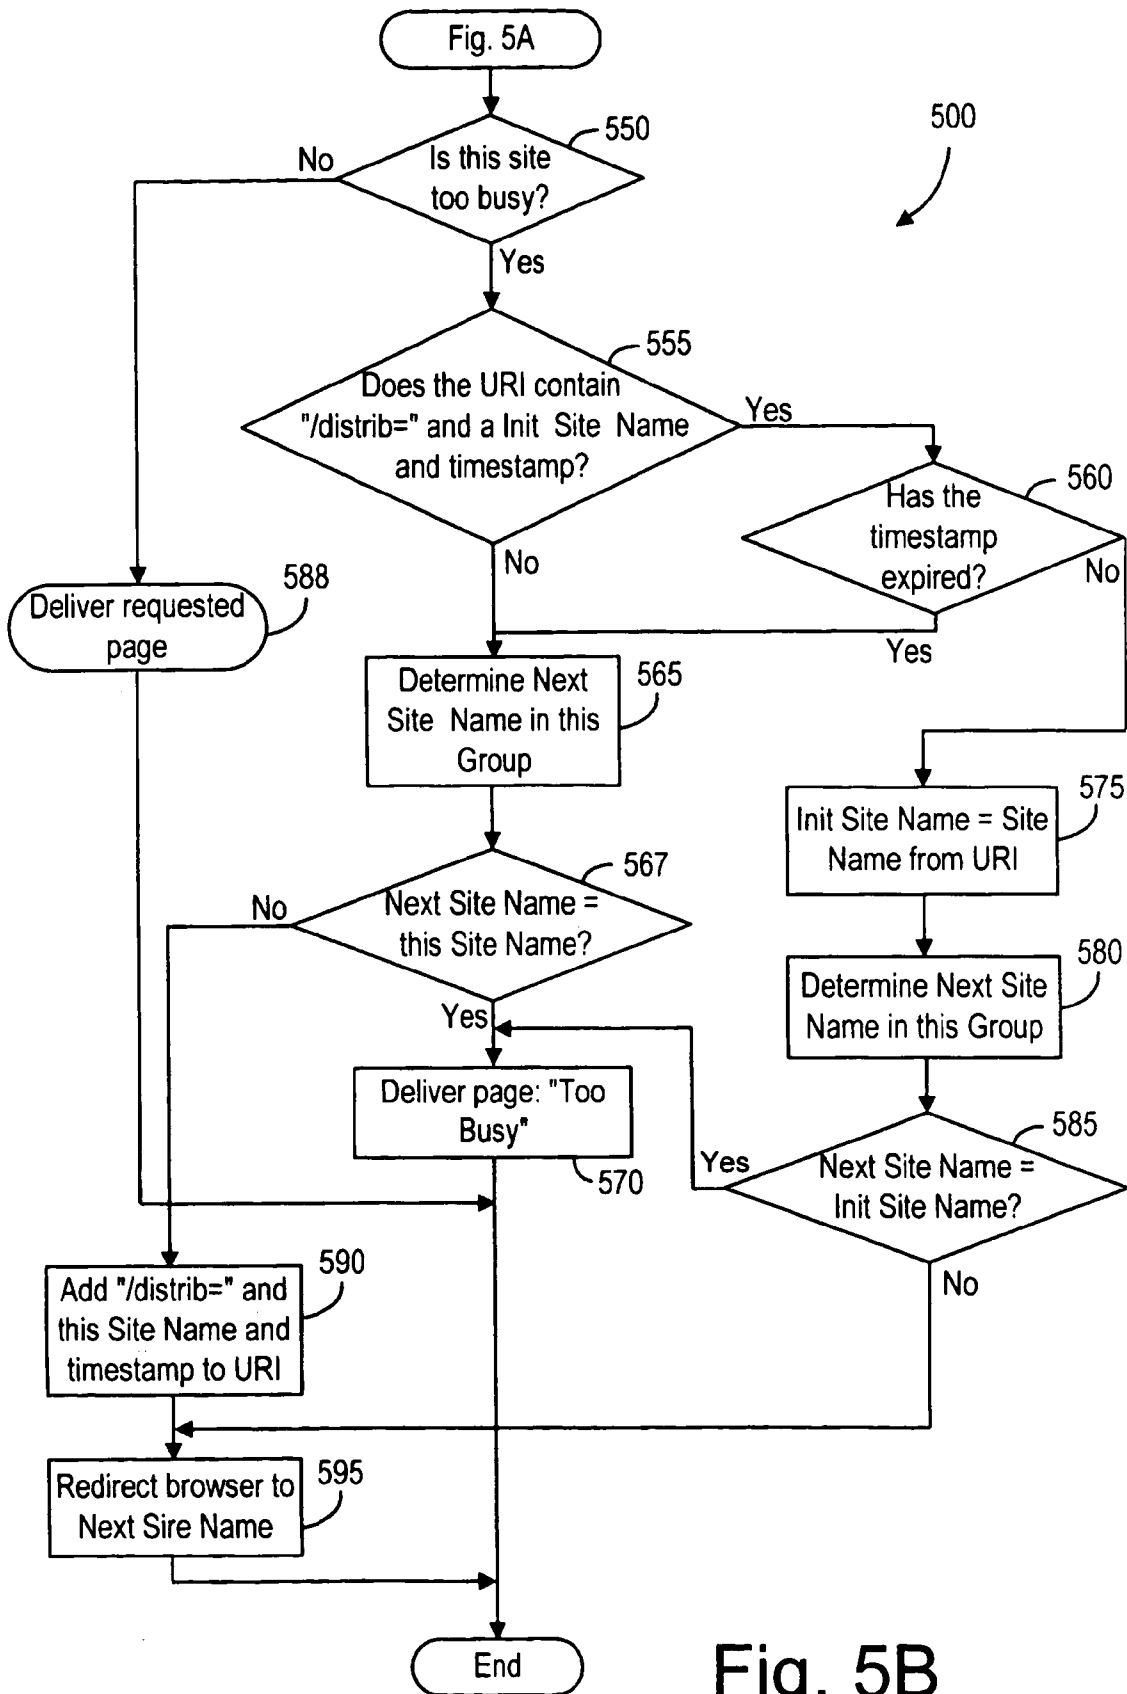 Fig. 5A
500
550
Is this site
too busy?
No
Yes
555
Does the URI contain
"/distrib=" and a Init Site Name
and timestamp?
Yes
No
560
Has the
timestamp
expired?
No
Yes
588
Deliver requested
page
565
Determine Next
Site Name in this
Group
575
Init Site Name = Site
Name from URI
567
Next Site Name =
this Site Name?
No
Yes
580
Determine Next Site
Name in this Group
Deliver page: "Too
Busy"
570
585
Next Site Name =
Init Site Name?
Yes
No
590
Add "/distrib=" and
this Site Name and
timestamp to URI
595
Redirect browser to
Next Sire Name
End
Fig. 5B